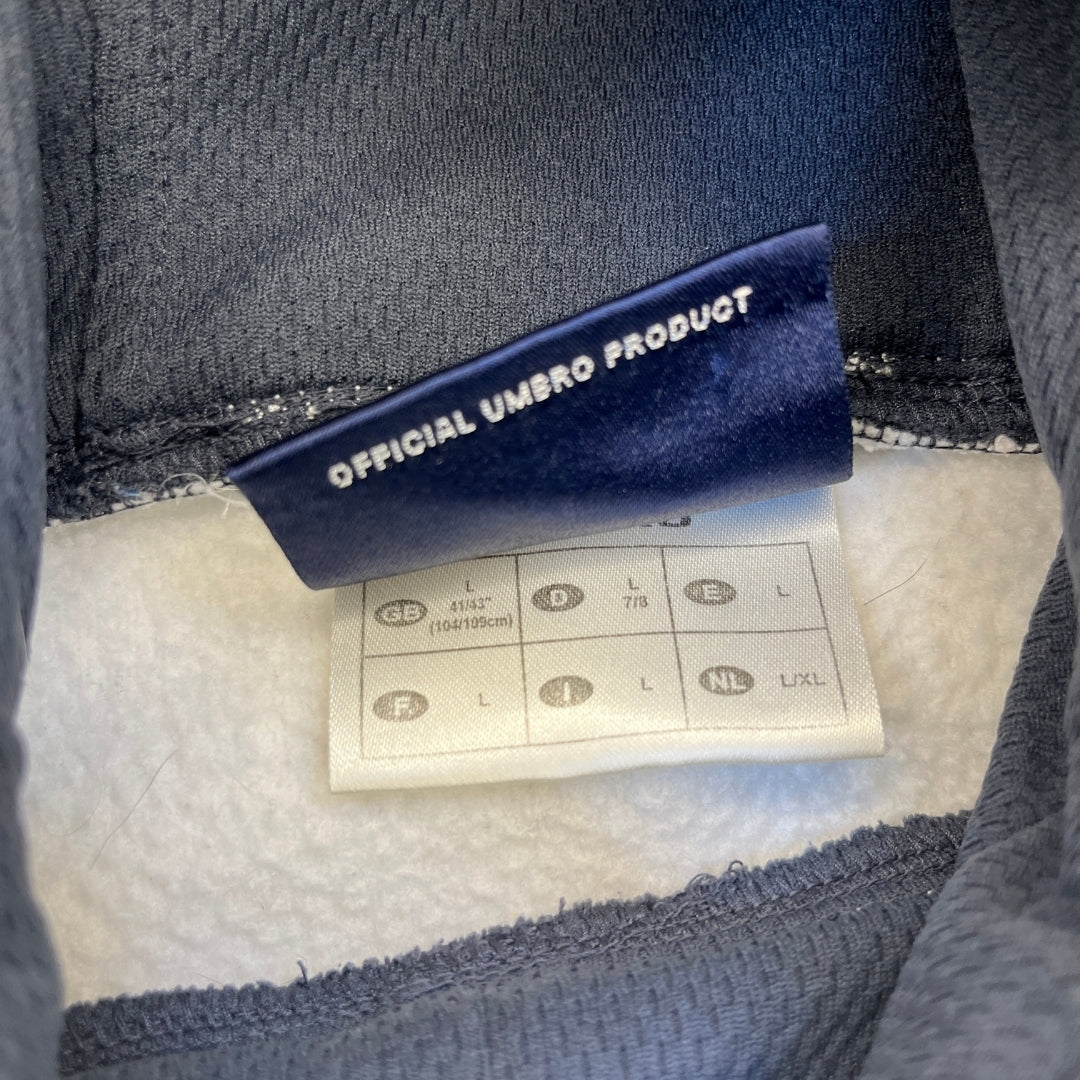 OFFICIAL UMBRO PRODUCT
GB L 41/43" (104/109cm)
D L 7/8
E L
F L
I L
NL L/XL